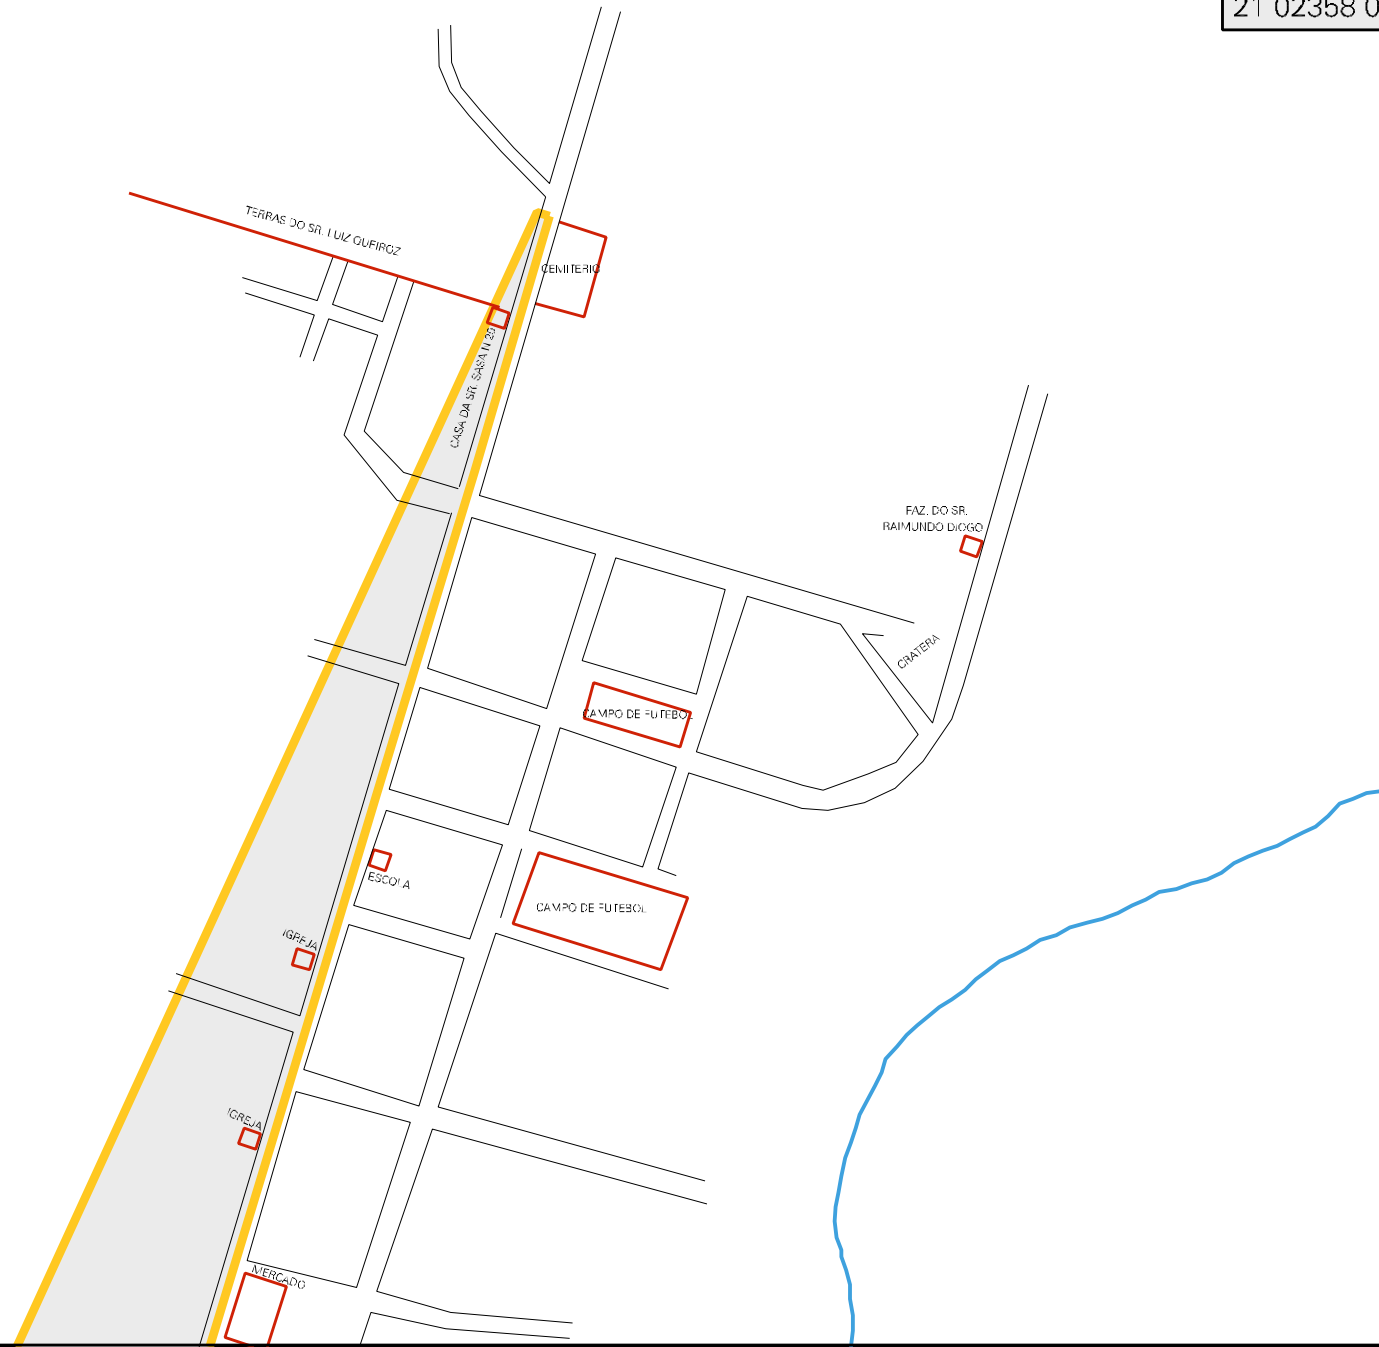 21 02358 0
TERRAS DO SR. LUIZ QUEIROZ
CEMITERIO
CASA DA SR. SASA N 29
FAZ. DO SR.
RAIMUNDO DIOGO
CRATERA
CAMPO DE FUTEBOL
ESCOLA
CAMPO DE FUTEBOL
IGREJA
IGREJA
MERCADO